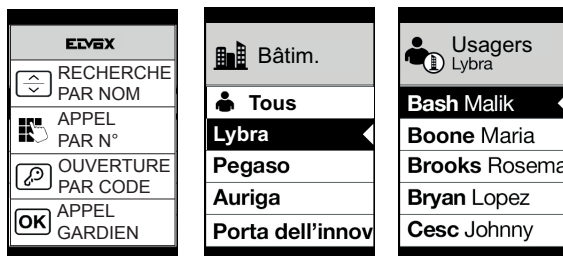 ELVOX
RECHERCHE
PAR NOM
APPEL
PAR N°
OUVERTURE
PAR CODE
OK
APPEL
GARDIEN
Bâtim.
Tous
Lybra
Pegaso
Auriga
Porta dell'innov
Usagers
Lybra
Bash Malik
Boone Maria
Brooks Rosema
Bryan Lopez
Cesc Johnny